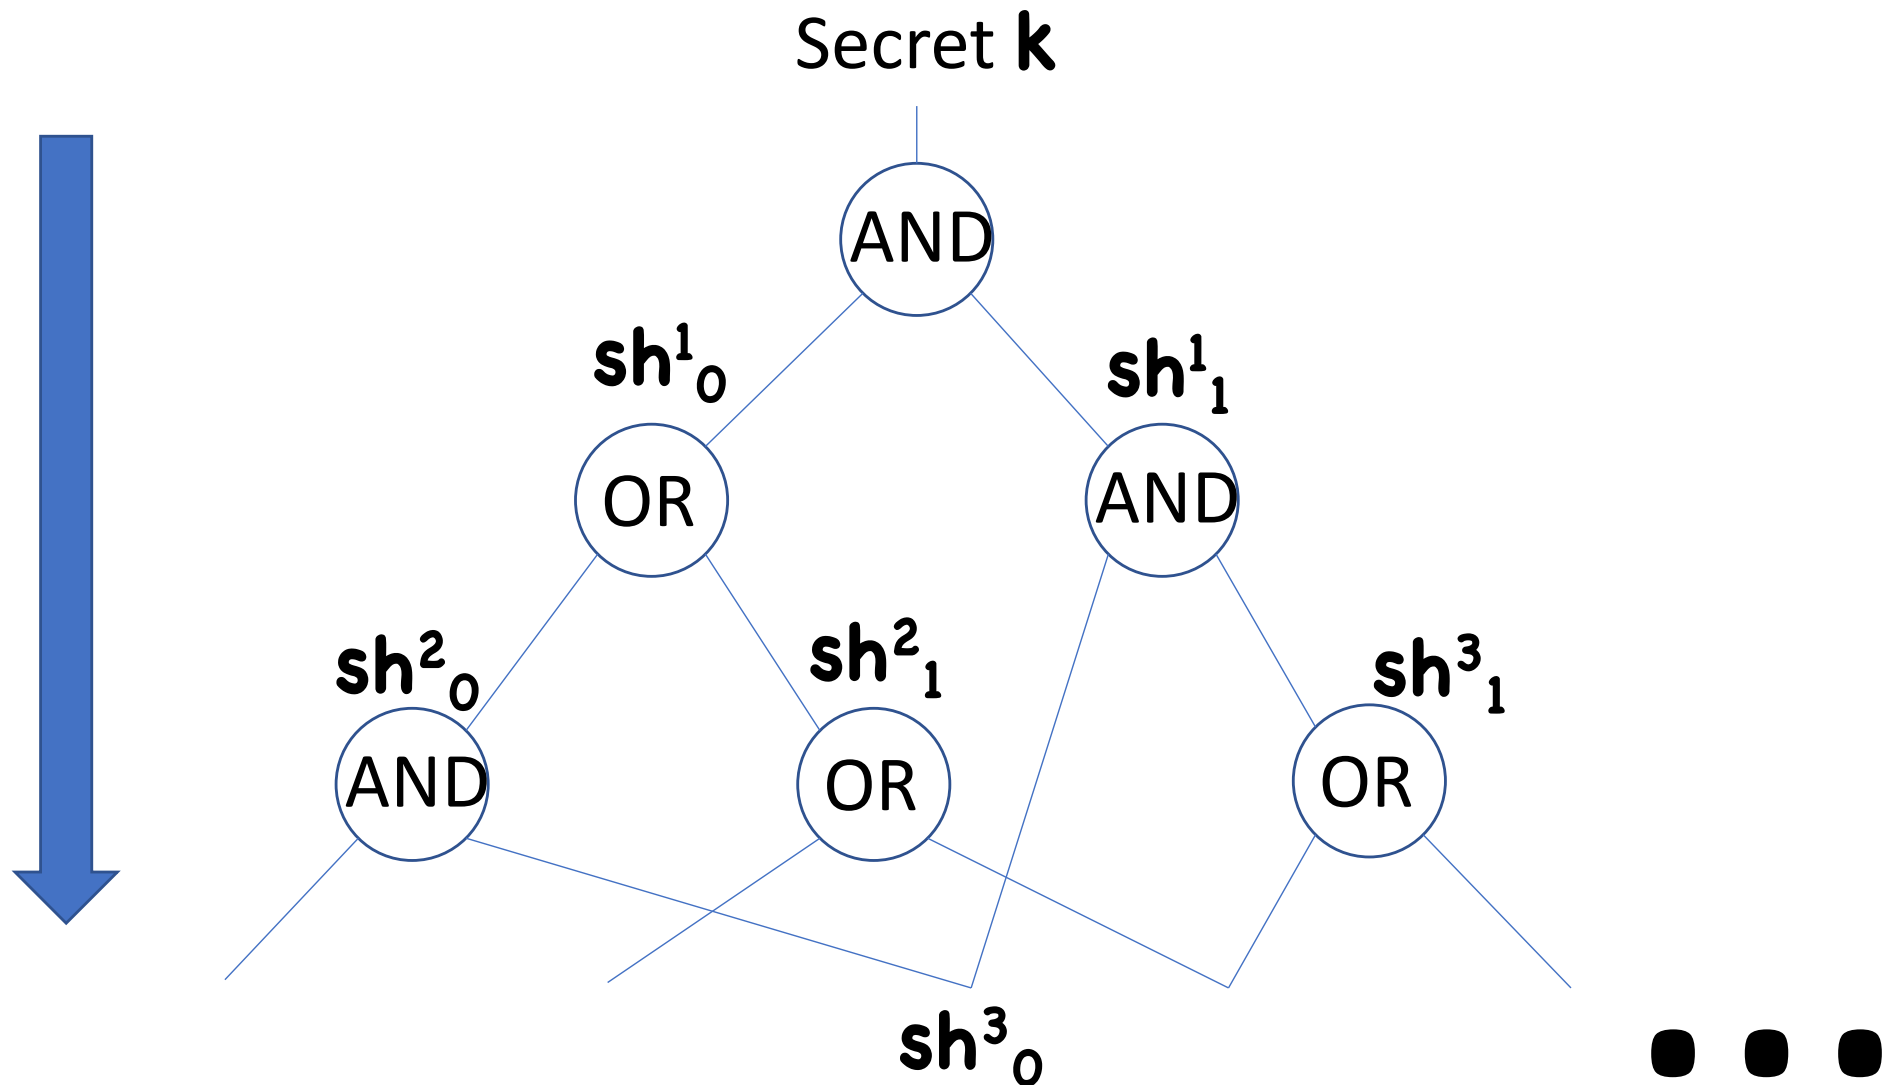 Secret k
AND
sh¹₀
sh¹₁
OR
AND
sh²₀
sh²₁
sh³₁
AND
OR
OR
sh³₀
...